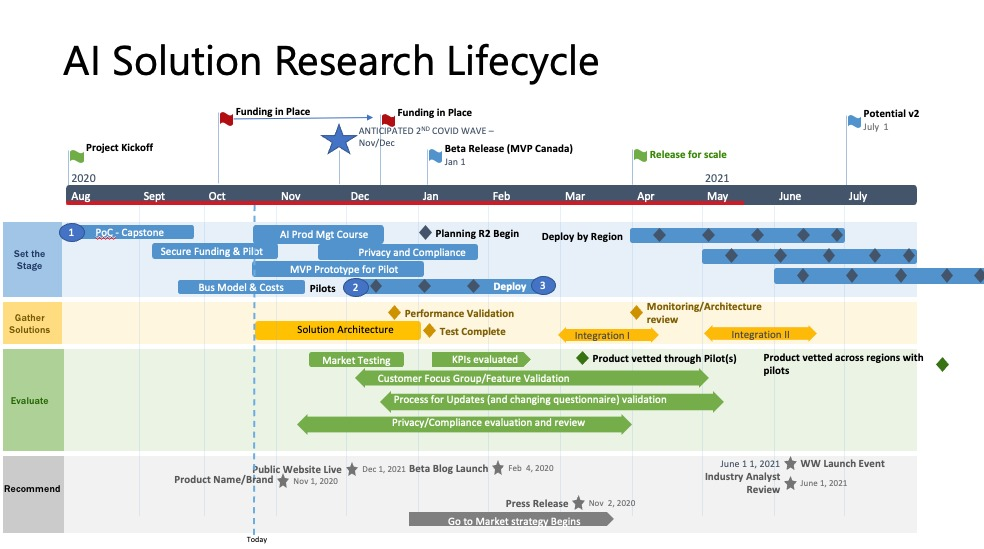 AI Solution Research Lifecycle
Funding in Place
Funding in Place
Potential v2
July 1
ANTICIPATED 2ND COVID WAVE –
Nov/Dec
Project Kickoff
Beta Release (MVP Canada)
Jan 1
Release for scale
2020
2021
Aug
Sept
Oct
Nov
Dec
Jan
Feb
Mar
Apr
May
June
July
Set the
Stage
1
PoC - Capstone
AI Prod Mgt Course
Planning R2 Begin
Deploy by Region
Secure Funding & Pilot
Privacy and Compliance
MVP Prototype for Pilot
Bus Model & Costs
Pilots
2
Deploy
3
Gather
Solutions
Performance Validation
Monitoring/Architecture
review
Solution Architecture
Test Complete
Integration I
Integration II
Evaluate
Market Testing
KPIs evaluated
Product vetted through Pilot(s)
Product vetted across regions with
pilots
Customer Focus Group/Feature Validation
Process for Updates (and changing questionnaire) validation
Privacy/Compliance evaluation and review
Recommend
Public Website Live
Dec 1, 2021
Beta Blog Launch
Feb 4, 2020
June 1 1, 2021
WW Launch Event
Product Name/Brand
Nov 1, 2020
Industry Analyst
Review
June 1, 2021
Press Release
Nov 2, 2020
Go to Market strategy Begins
Today